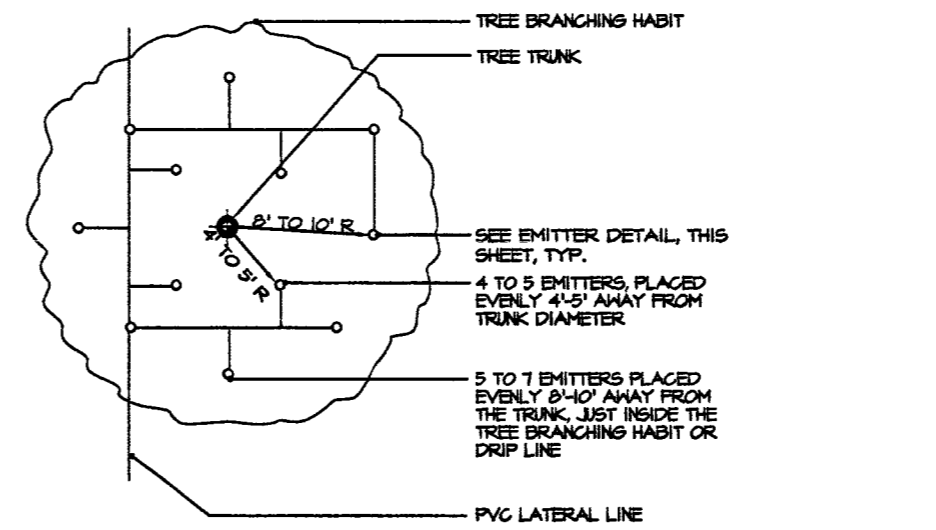 TREE BRANCHING HABIT
TREE TRUNK
8' TO 10' R
4' TO 5' R
SEE EMITTER DETAIL, THIS
SHEET, TYP.
4 TO 5 EMITTERS, PLACED
EVENLY 4'-5' AWAY FROM
TRUNK DIAMETER
5 TO 7 EMITTERS PLACED
EVENLY 8'-10' AWAY FROM
THE TRUNK, JUST INSIDE THE
TREE BRANCHING HABIT OR
DRIP LINE
PVC LATERAL LINE